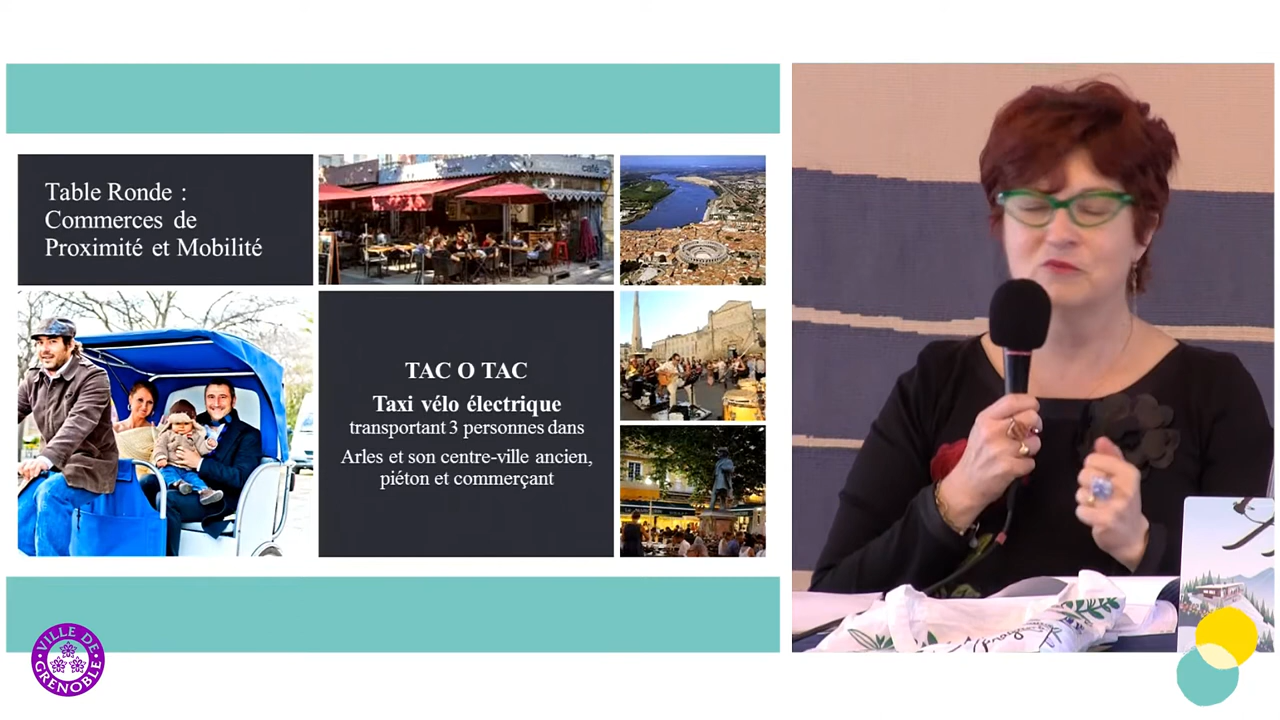 Table Ronde :
Commerces de
Proximité et Mobilité
café
TAC O TAC
Taxi vélo électrique
transportant 3 personnes dans
Arles et son centre-ville ancien,
piéton et commerçant
VILLE DE
GRENOBLE